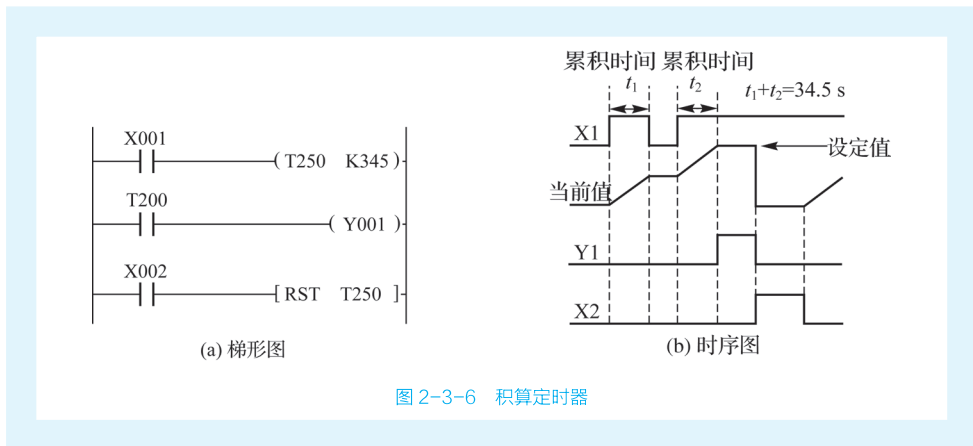 X001
( T250 K345 )
T200
( Y001 )
X002
[ RST T250 ]
(a) 梯形图
累积时间 累积时间
t₁ t₂ t₁+t₂=34.5 s
X1
设定值
当前值
Y1
X2
(b) 时序图
图 2-3-6 积算定时器